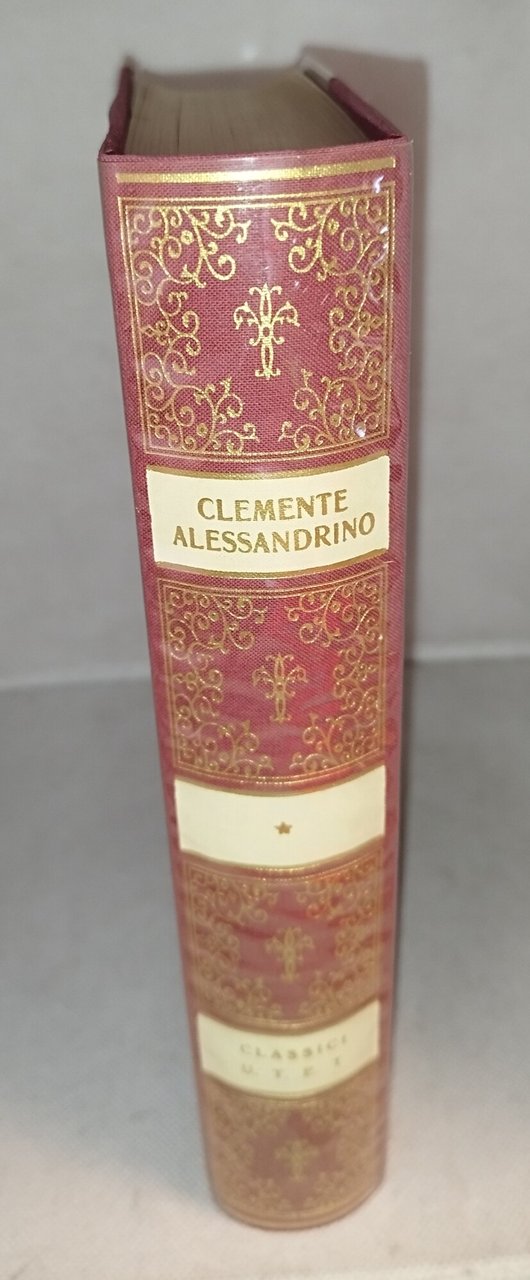 CLEMENTE
ALESSANDRINO
CLASSICI
U. T. E. T.